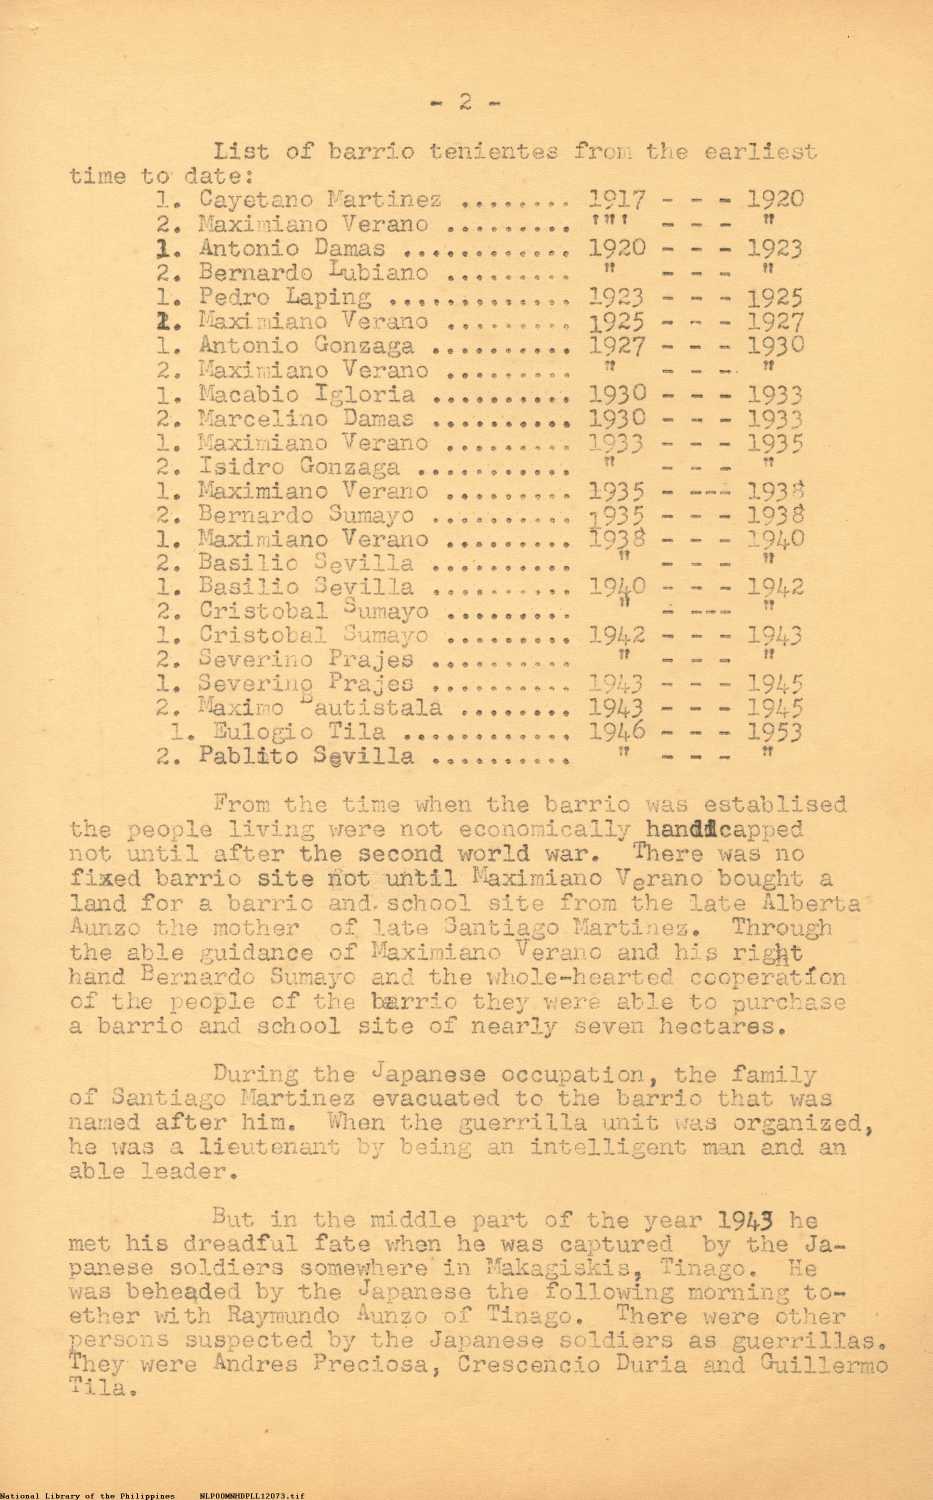 - 2 -
List of barrio tenientes from the earliest
time to date:
1. Cayetano Martinez ........ 1917 - - - 1920
2. Maximiano Verano ......... "" - - - "
1. Antonio Damas ............ 1920 - - - 1923
2. Bernardo Lubiano ......... " - - - "
1. Pedro Laping ............. 1923 - - - 1925
1. Maximiano Verano ......... 1925 - - - 1927
1. Antonio Gonzaga .......... 1927 - - - 1930
2. Maximiano Verano ......... " - - - "
1. Macabio Igloria .......... 1930 - - - 1933
2. Marcelino Damas .......... 1930 - - - 1933
1. Maximiano Verano ......... 1933 - - - 1935
2. Isidro Gonzaga ........... " - - - "
1. Maximiano Verano ......... 1935 - --- 1938
2. Bernardo Sumayo .......... 1935 - - - 1938
1. Maximiano Verano ......... 1938 - - - 1940
2. Basilio Sevilla .......... " - - - "
1. Basilio Sevilla .......... 1940 - - - 1942
2. Cristobal Sumayo ......... " - --- "
1. Cristobal Sumayo ......... 1942 - - - 1943
2. Severino Prajes .......... " - - - "
1. Severino Prajes .......... 1943 - - - 1945
2. Maximo Bautistala ........ 1943 - - - 1945
1. Eulogio Tila ............ 1946 - - - 1953
2. Pablito Sevilla .......... " - - - "
From the time when the barrio was establised
the people living were not economically handicapped
not until after the second world war. There was no
fixed barrio site not until Maximiano Verano bought a
land for a barrio and school site from the late Alberta
Aunzo the mother of late Santiago Martinez. Through
the able guidance of Maximiano Verano and his right
hand Bernardo Sumayo and the whole-hearted cooperation
of the people of the barrio they were able to purchase
a barrio and school site of nearly seven hectares.
During the Japanese occupation, the family
of Santiago Martinez evacuated to the barrio that was
named after him. When the guerrilla unit was organized,
he was a lieutenant by being an intelligent man and an
able leader.
But in the middle part of the year 1943 he
met his dreadful fate when he was captured by the Ja-
panese soldiers somewhere in Makagiskis, Tinago. He
was beheaded by the Japanese the following morning to-
ether with Raymundo Aunzo of Tinago. There were other
persons suspected by the Japanese soldiers as guerrillas.
They were Andres Preciosa, Crescencio Duria and Guillermo
Tila.
National Library of the Philippines NLPOOMNHDPLL12073.tif